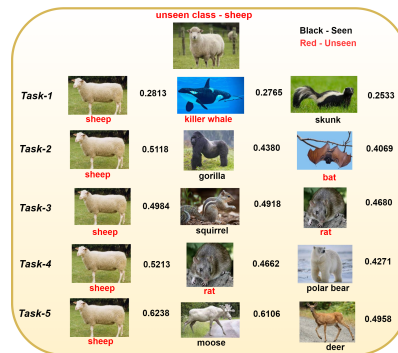 unseen class - sheep
Black - Seen
Red - Unseen
Task-1 0.2813 0.2765 0.2533
sheep killer whale skunk
Task-2 0.5118 0.4380 0.4069
sheep gorilla bat
Task-3 0.4984 0.4918 0.4680
sheep squirrel rat
Task-4 0.5213 0.4662 0.4271
sheep rat polar bear
Task-5 0.6238 0.6106 0.4958
sheep moose deer